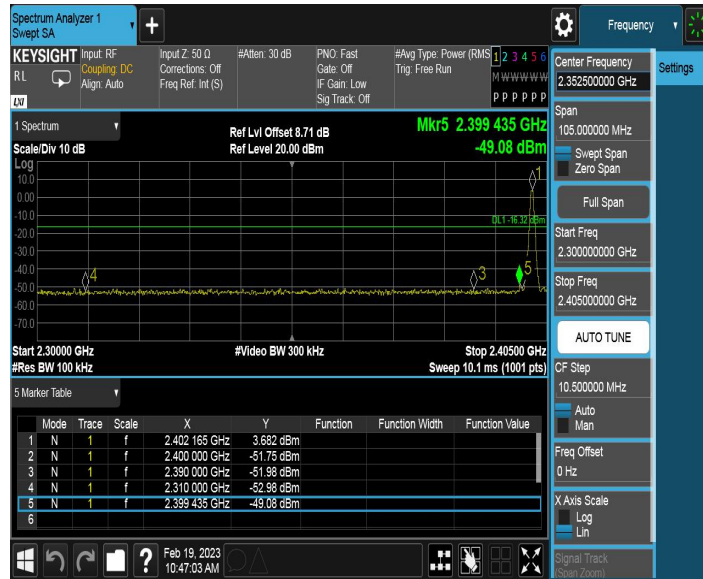 Spectrum Analyzer 1
Swept SA
+
Frequency
KEYSIGHT
RL
LXI
Input: RF
Coupling: DC
Align: Auto
Input Z: 50 Ω
Corrections: Off
Freq Ref: Int (S)
#Atten: 30 dB
PNO: Fast
Gate: Off
IF Gain: Low
Sig Track: Off
#Avg Type: Power (RMS
Trig: Free Run
1 2 3 4 5 6
M W W W W W
P P P P P P
1 Spectrum
Scale/Div 10 dB
Ref Lvl Offset 8.71 dB
Ref Level 20.00 dBm
Mkr5 2.399 435 GHz
-49.08 dBm
Log
10.0
0.00
-10.0
-20.0
-30.0
-40.0
-50.0
-60.0
-70.0
1
DL1 -16.32 dBm
4
3
5
Start 2.30000 GHz
#Res BW 100 kHz
#Video BW 300 kHz
Stop 2.40500 GHz
Sweep 10.1 ms (1001 pts)
5 Marker Table
Mode Trace Scale X Y Function Function Width Function Value
1 N 1 f 2.402 165 GHz 3.682 dBm
2 N 1 f 2.400 000 GHz -51.75 dBm
3 N 1 f 2.390 000 GHz -51.98 dBm
4 N 1 f 2.310 000 GHz -52.98 dBm
5 N 1 f 2.399 435 GHz -49.08 dBm
6
?
Feb 19, 2023
10:47:03 AM
Center Frequency
2.352500000 GHz
Settings
Span
105.000000 MHz
Swept Span
Zero Span
Full Span
Start Freq
2.300000000 GHz
Stop Freq
2.405000000 GHz
AUTO TUNE
CF Step
10.500000 MHz
Auto
Man
Freq Offset
0 Hz
X Axis Scale
Log
Lin
Signal Track
(Span Zoom)